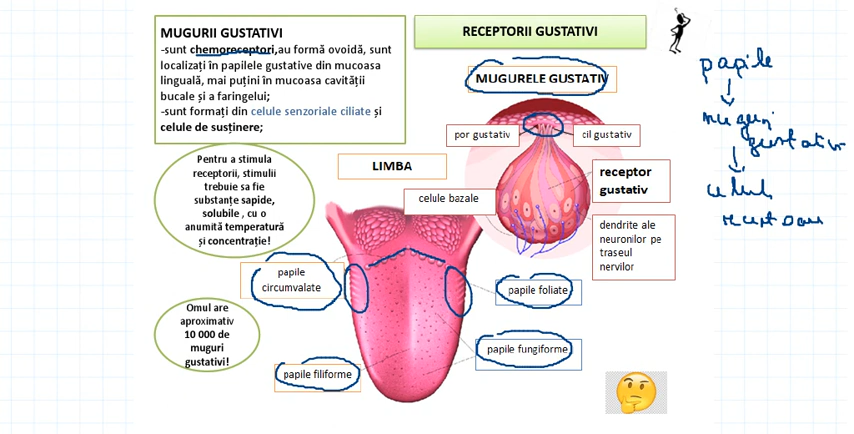 MUGURII GUSTATIVI
-sunt chemoreceptori,au formă ovoidă, sunt
localizați în papilele gustative din mucoasa
linguală, mai puțini în mucoasa cavității
bucale și a faringelui;
-sunt formați din celule senzoriale ciliate și
celule de susținere;
RECEPTORII GUSTATIVI
MUGURELE GUSTATIV
por gustativ
cil gustativ
LIMBA
receptor
gustativ
celule bazale
dendrite ale
neuronilor pe
traseul
nervilor
Pentru a stimula
receptorii, stimulii
trebuie sa fie
substanțe sapide,
solubile , cu o
anumită temperatură
și concentrație!
papile
circumvalate
papile foliate
Omul are
aproximativ
10 000 de
muguri
gustativi!
papile fungiforme
papile filiforme
papile
muguri
gustativi